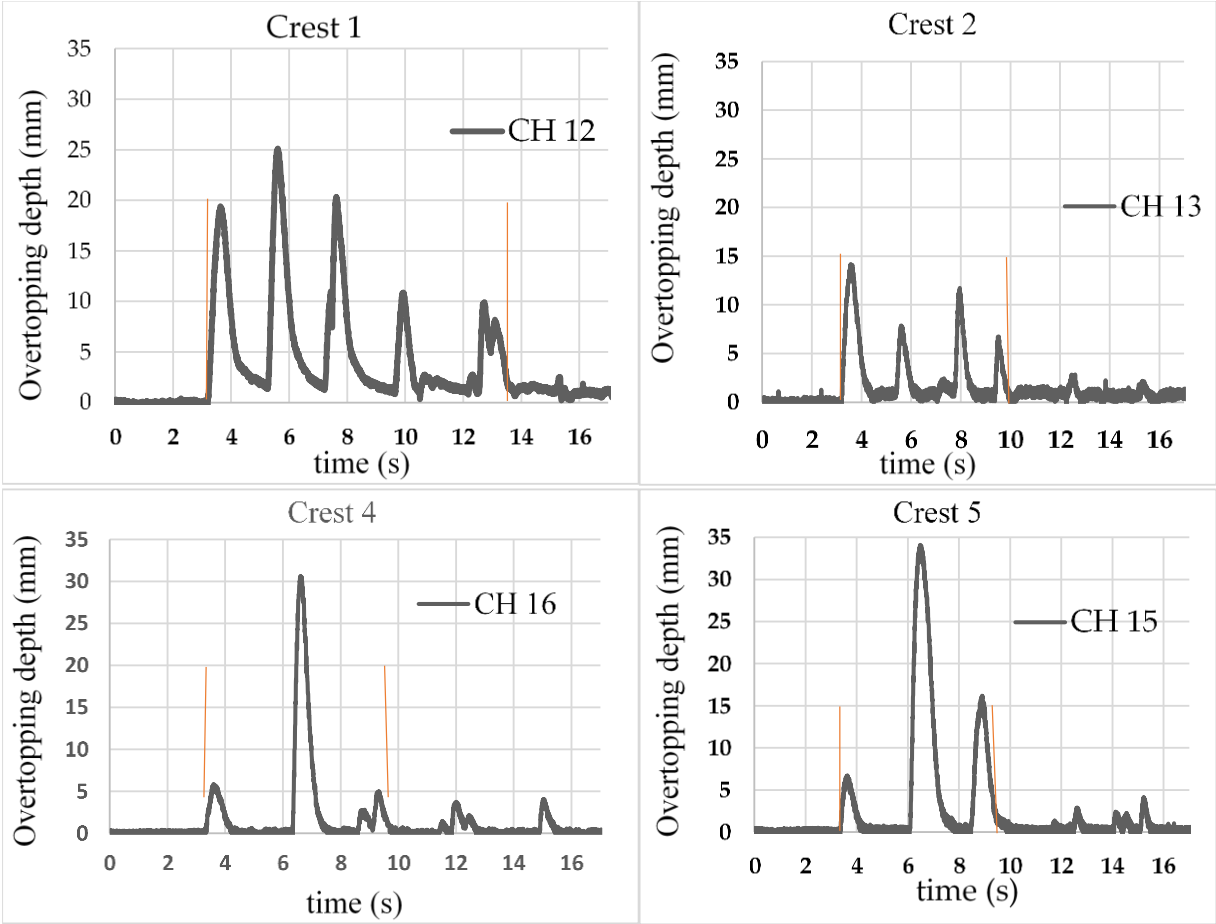 Crest 1
Overtopping depth (mm)
35
30
25
20
15
10
5
0
CH 12
0 2 4 6 8 10 12 14 16
time (s)
Crest 2
Overtopping depth (mm)
35
30
25
20
15
10
5
0
CH 13
0 2 4 6 8 10 12 14 16
time (s)
Crest 4
Overtopping depth (mm)
35
30
25
20
15
10
5
0
CH 16
0 2 4 6 8 10 12 14 16
time (s)
Crest 5
Overtopping depth (mm)
35
30
25
20
15
10
5
0
CH 15
0 2 4 6 8 10 12 14 16
time (s)